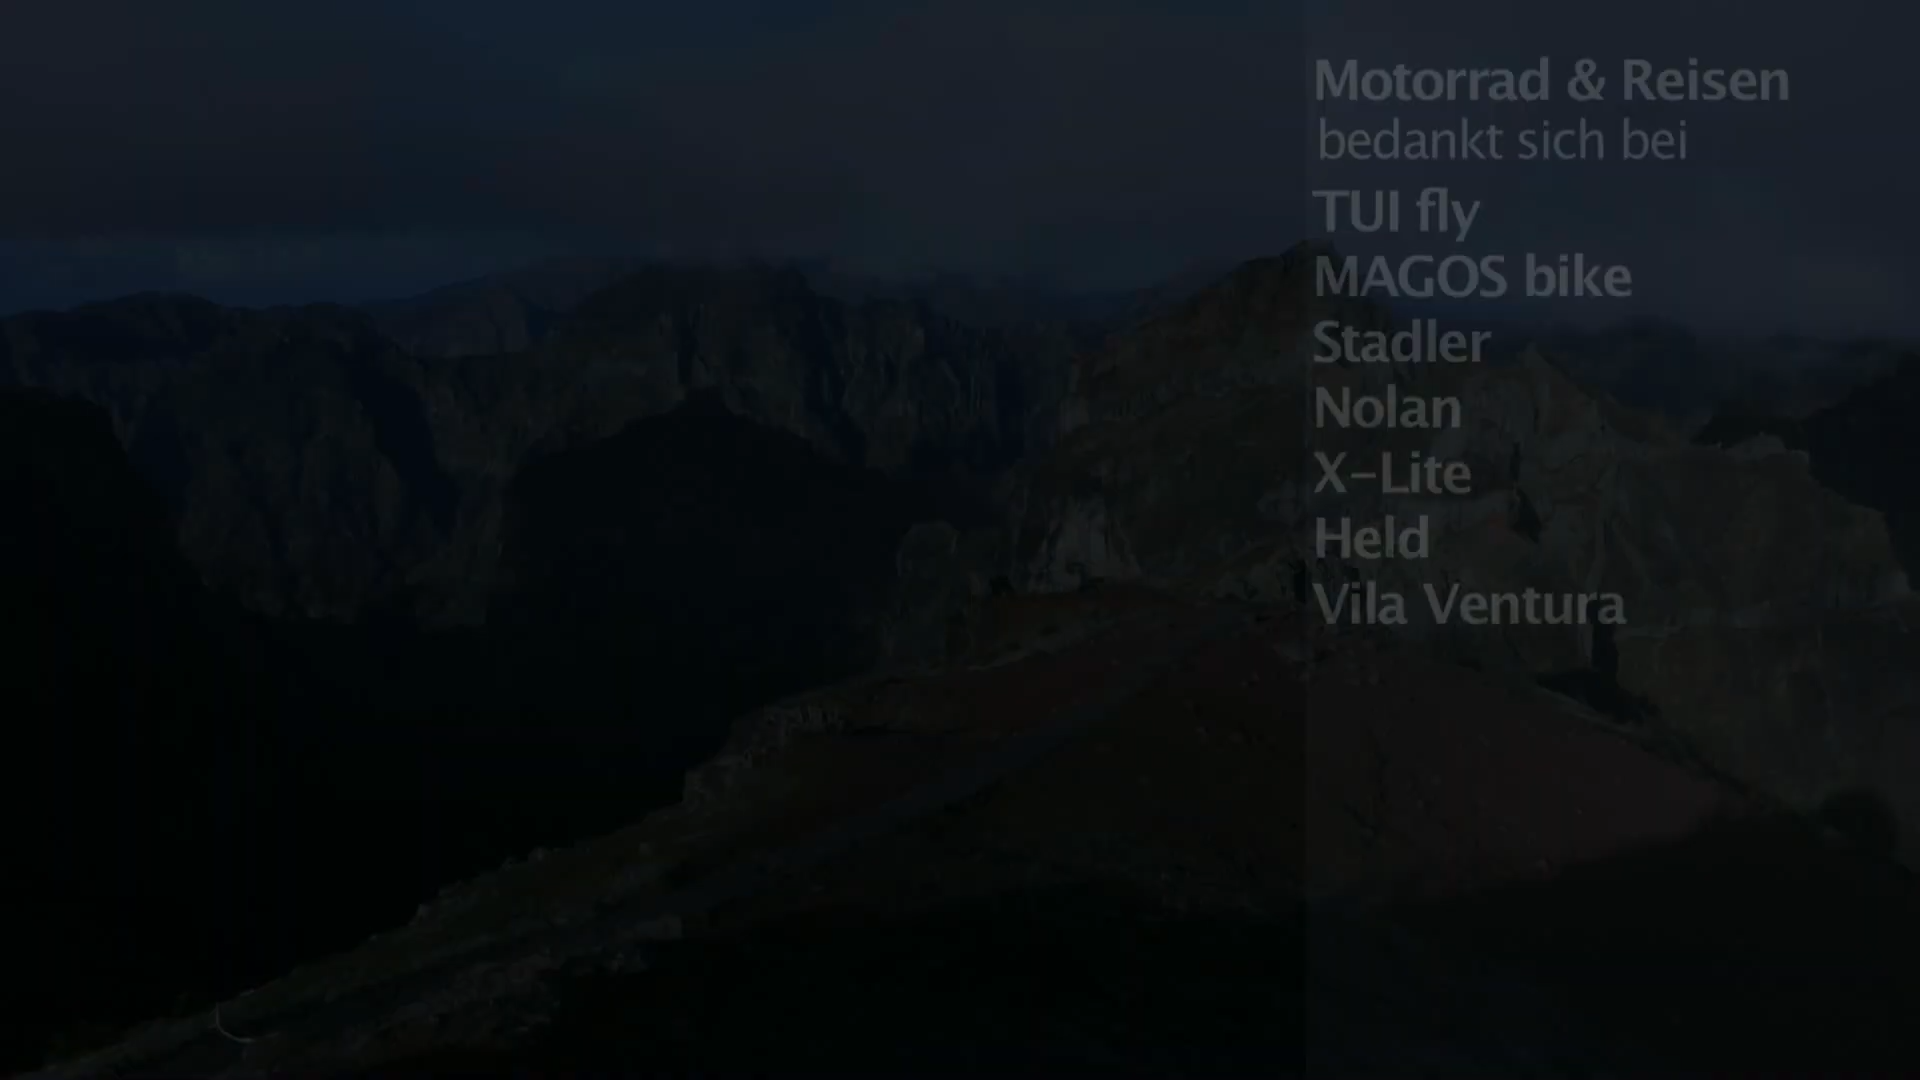 Motorrad & Reisen
bedankt sich bei
TUI fly
MAGOS bike
Stadler
Nolan
X-Lite
Held
Vila Ventura